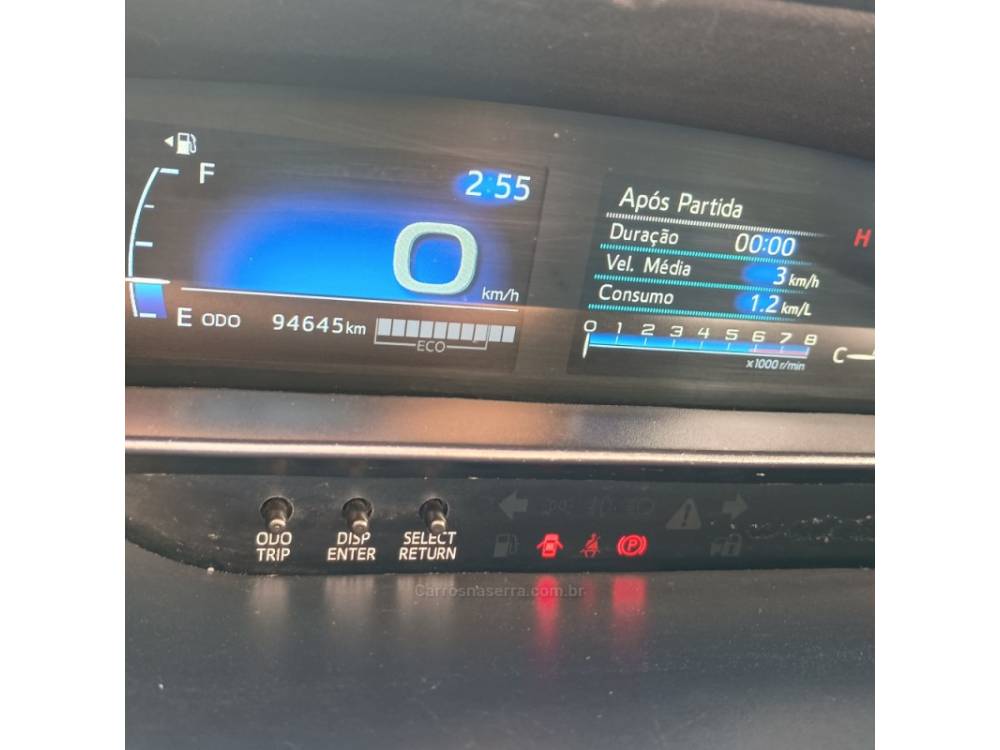 F
2:55
0
km/h
E ODO 94645 km
ECO
Após Partida
Duração 00:00
Vel. Média 3 km/h
Consumo 1.2 km/L
0 1 2 3 4 5 6 7 8
x1000 r/min
H
C
ODO TRIP
DISP ENTER
SELECT RETURN
P
Carrosnaserra.com.br